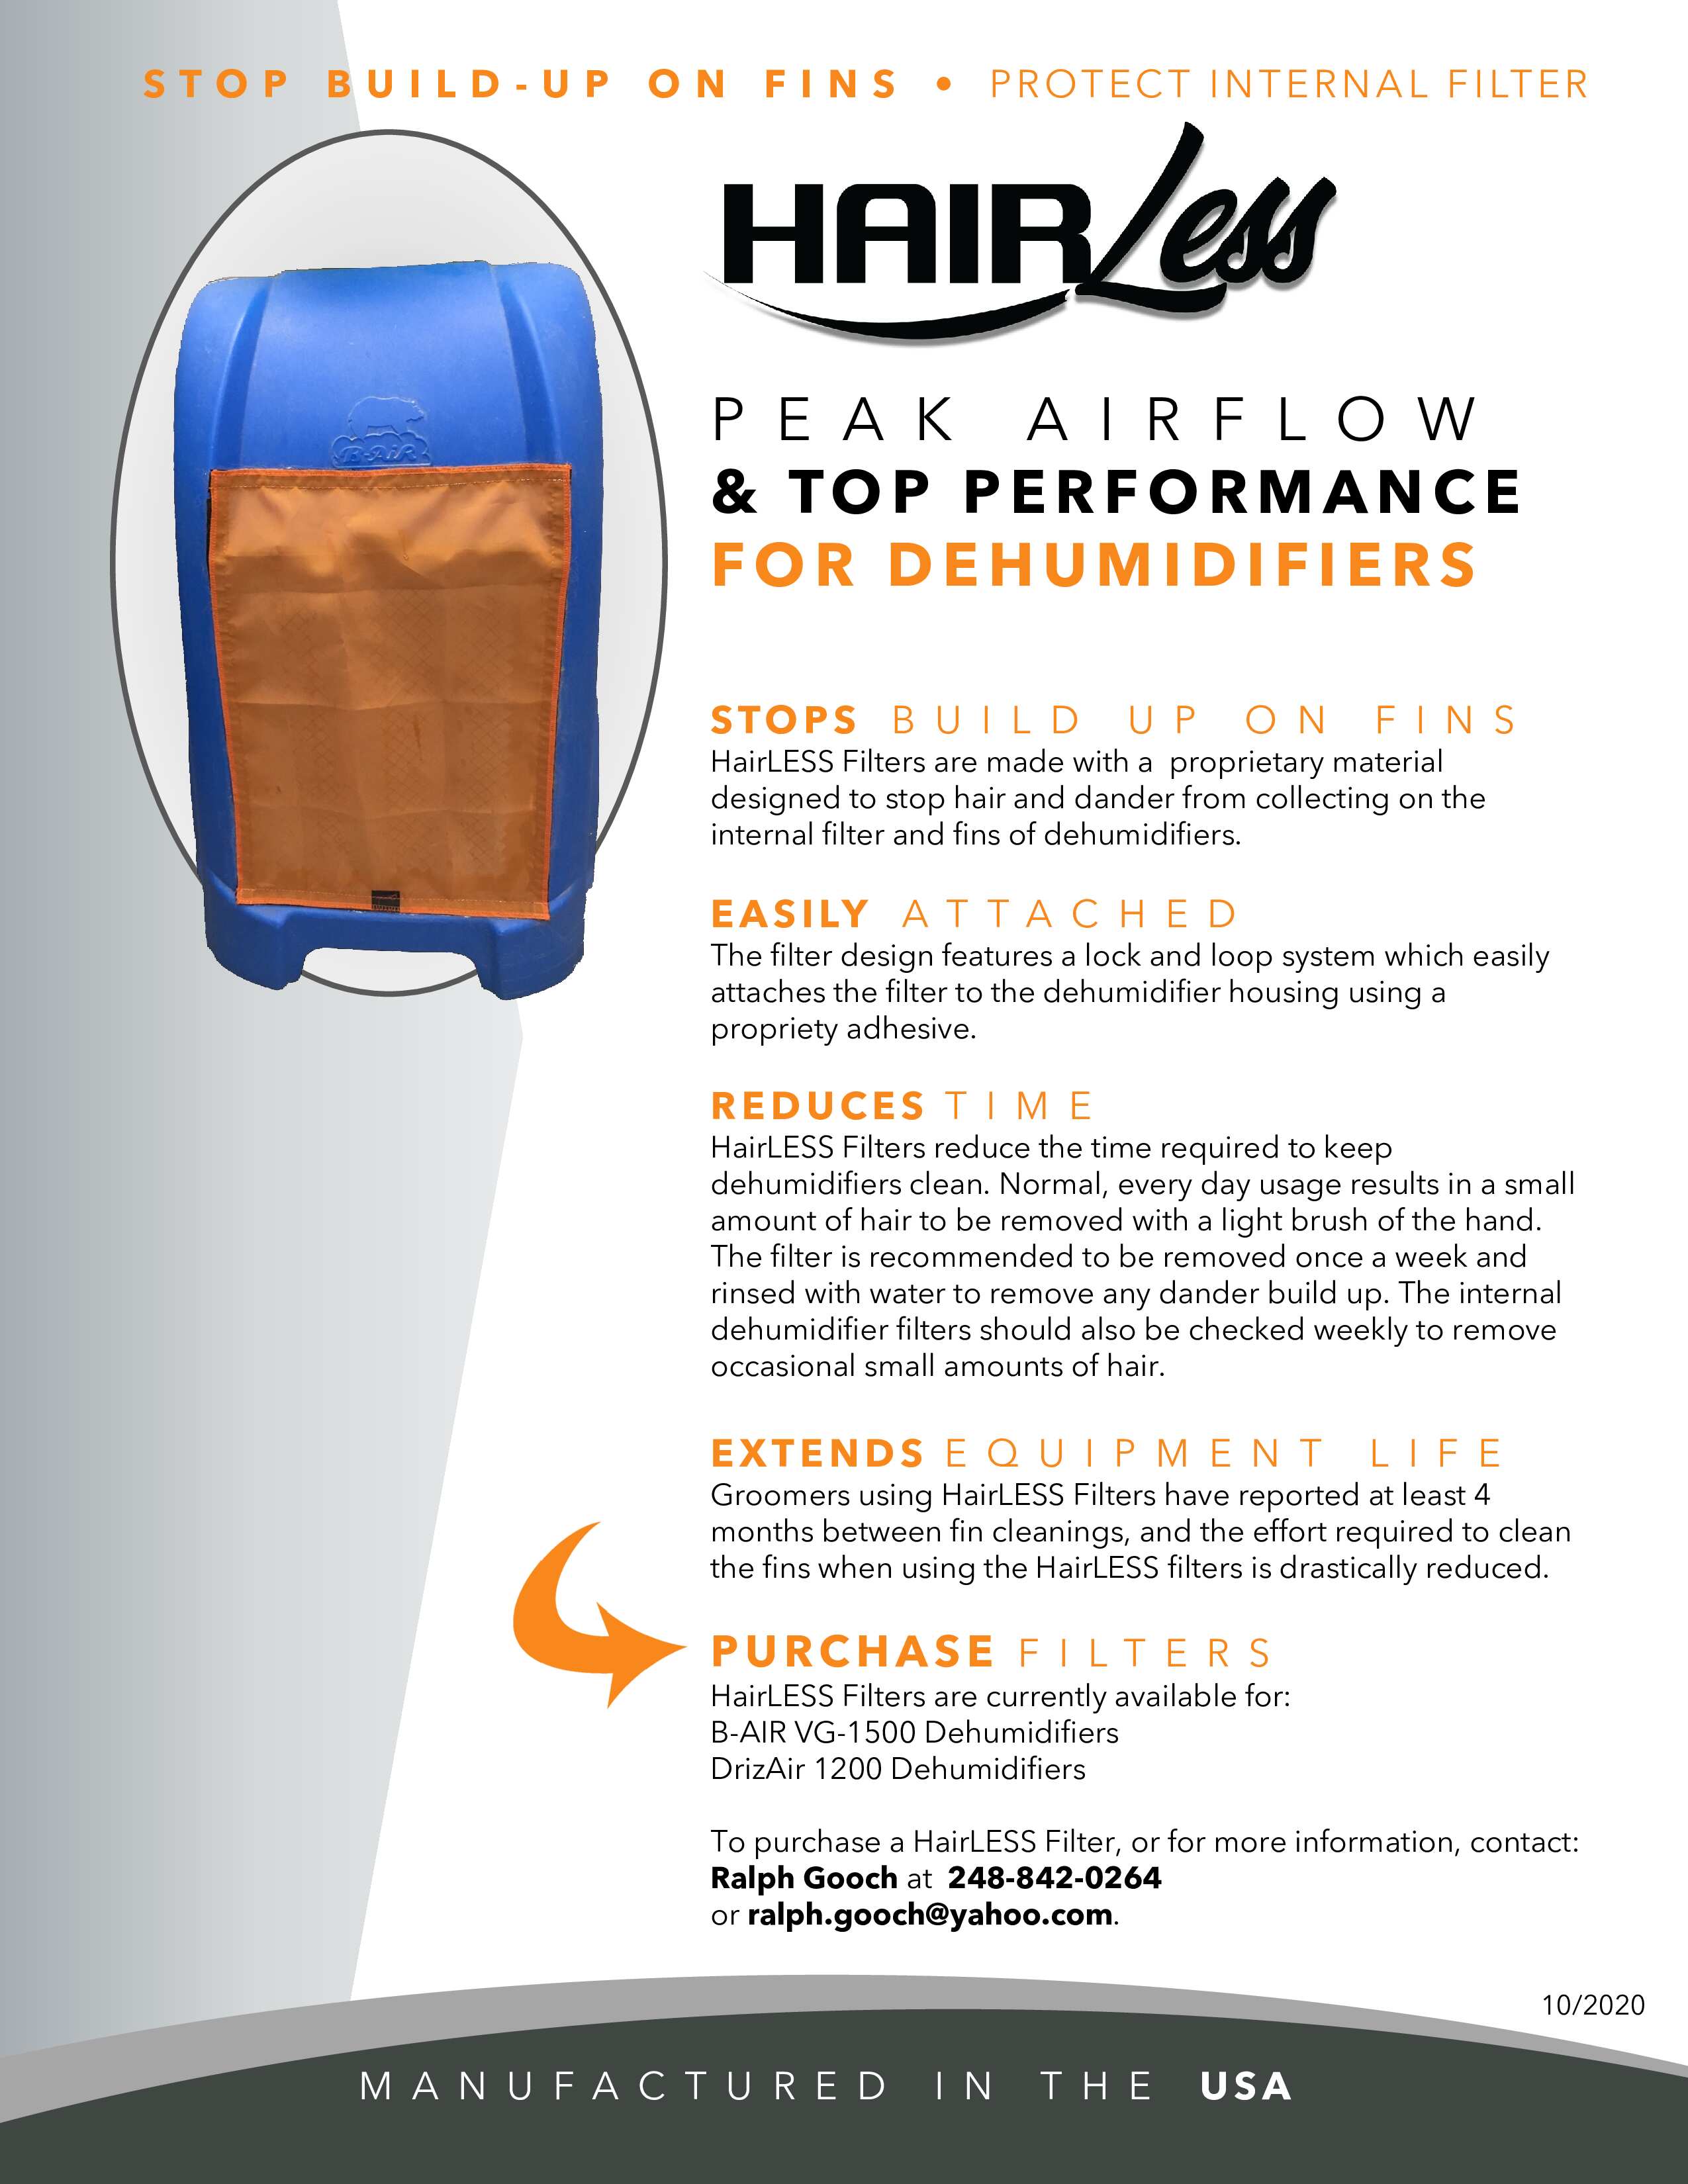 STOP BUILD-UP ON FINS • PROTECT INTERNAL FILTER
HAIRLess
PEAK AIRFLOW
& TOP PERFORMANCE
FOR DEHUMIDIFIERS
B-AIR
STOPS BUILD UP ON FINS
HairLESS Filters are made with a proprietary material
designed to stop hair and dander from collecting on the
internal filter and fins of dehumidifiers.
EASILY ATTACHED
The filter design features a lock and loop system which easily
attaches the filter to the dehumidifier housing using a
propriety adhesive.
REDUCES TIME
HairLESS Filters reduce the time required to keep
dehumidifiers clean. Normal, every day usage results in a small
amount of hair to be removed with a light brush of the hand.
The filter is recommended to be removed once a week and
rinsed with water to remove any dander build up. The internal
dehumidifier filters should also be checked weekly to remove
occasional small amounts of hair.
EXTENDS EQUIPMENT LIFE
Groomers using HairLESS Filters have reported at least 4
months between fin cleanings, and the effort required to clean
the fins when using the HairLESS filters is drastically reduced.
PURCHASE FILTERS
HairLESS Filters are currently available for:
B-AIR VG-1500 Dehumidifiers
DrizAir 1200 Dehumidifiers
To purchase a HairLESS Filter, or for more information, contact:
Ralph Gooch at 248-842-0264
or ralph.gooch@yahoo.com.
10/2020
MANUFACTURED IN THE USA